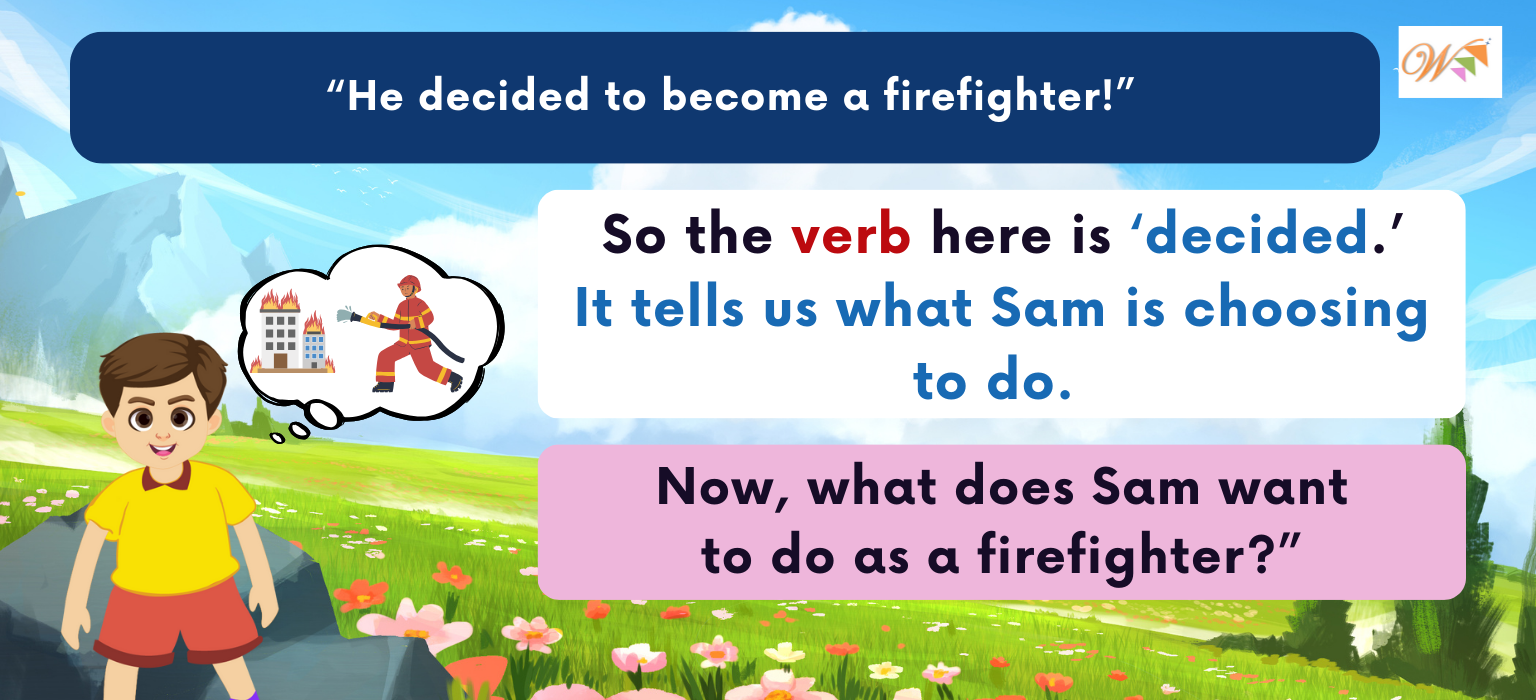 “He decided to become a firefighter!”
W
So the verb here is ‘decided.’
It tells us what Sam is choosing
to do.
Now, what does Sam want
to do as a firefighter?”